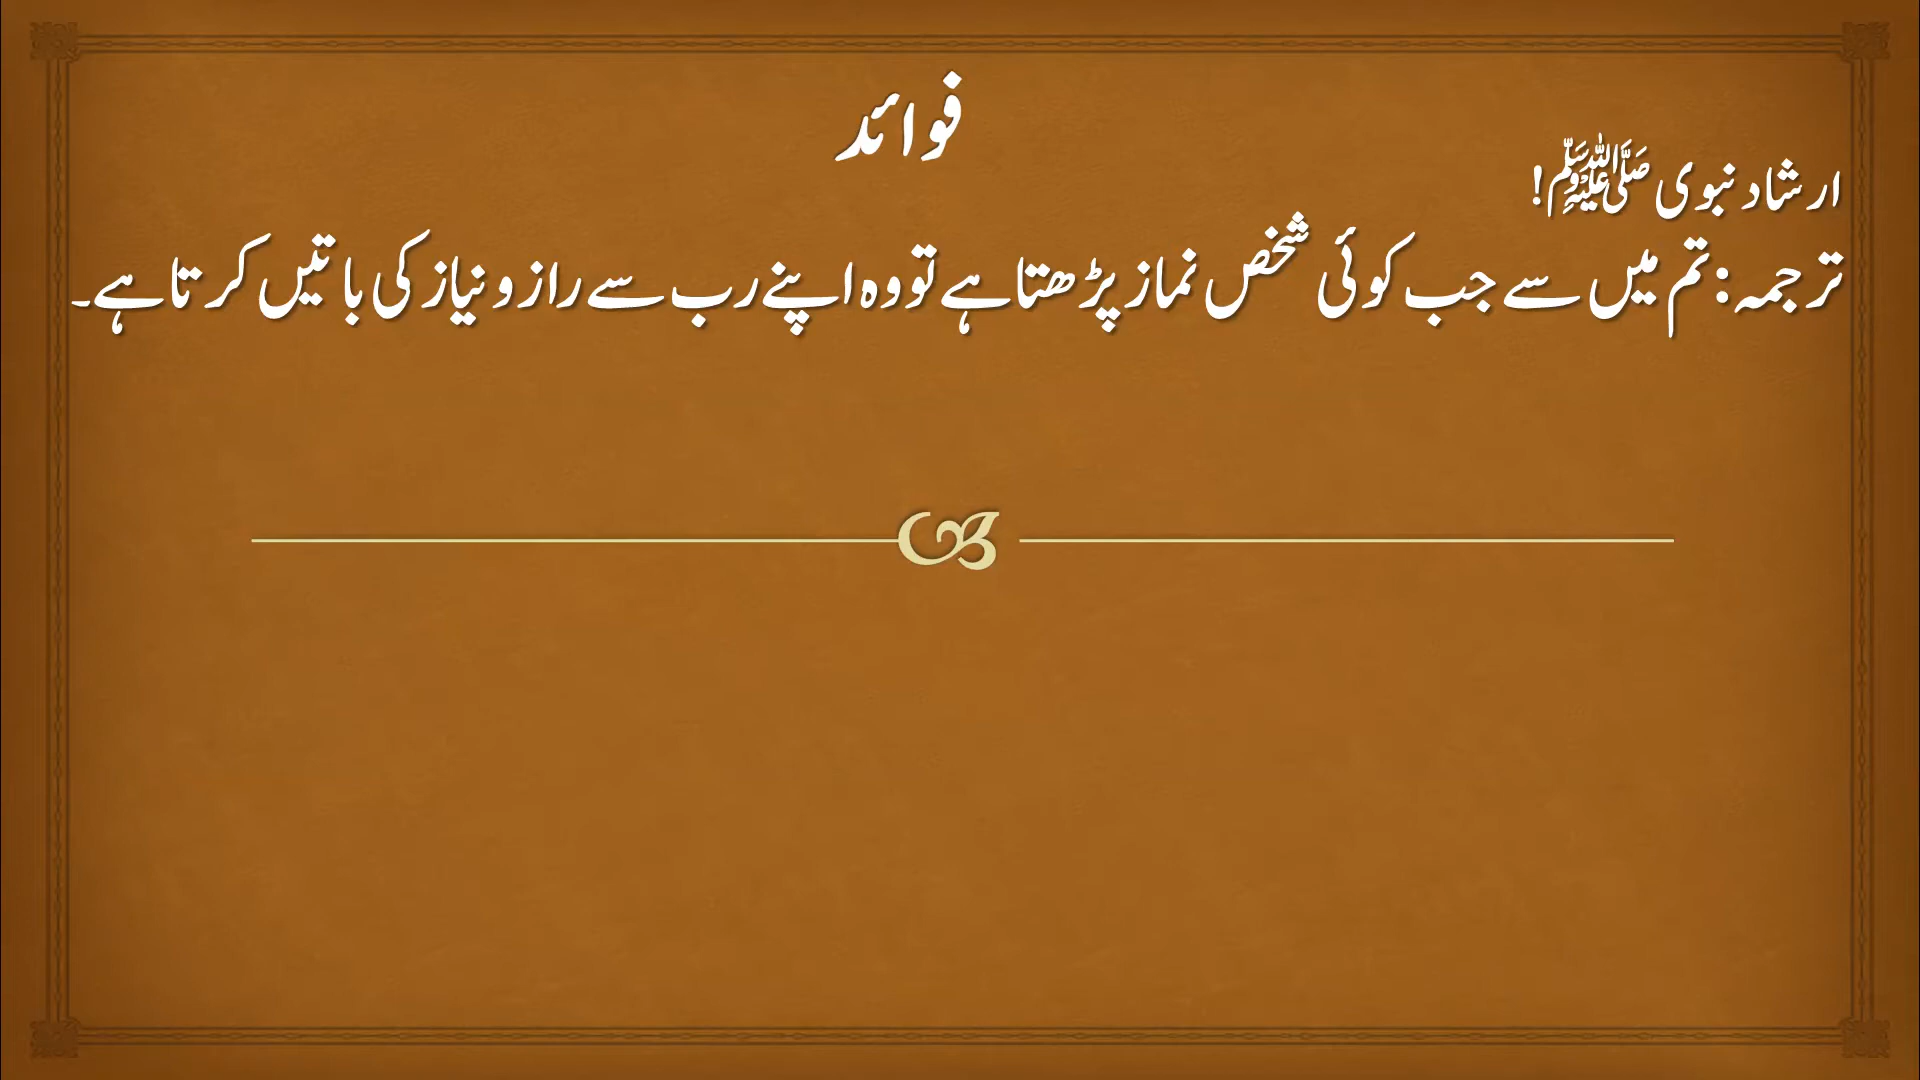 فوائد
ارشاد نبوی ﷺ!
ترجمہ: تم میں سے جب کوئی شخص نماز پڑھتا ہے تو وہ اپنے رب سے راز و نیاز کی باتیں کرتا ہے۔